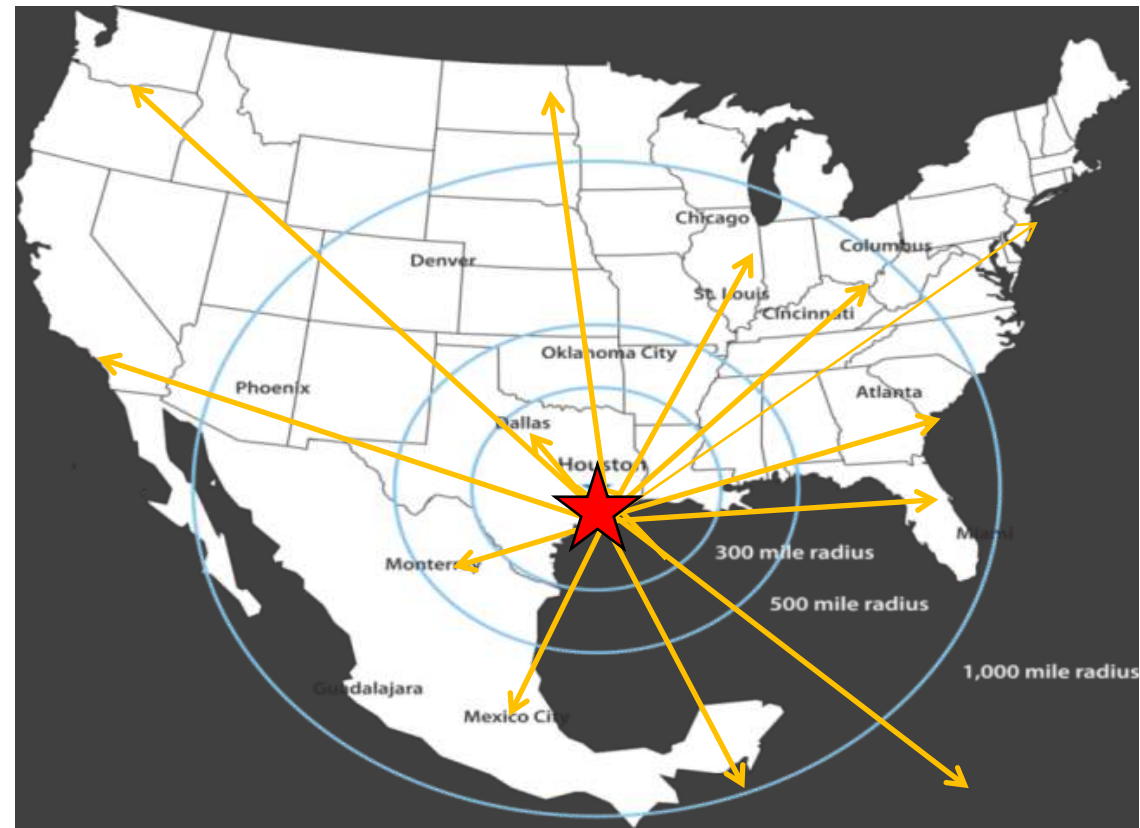 Chicago
Columbus
Denver
St. Louis
Cincinnati
Oklahoma City
Phoenix
Atlanta
Dallas
Houston
Miami
300 mile radius
Monterrey
500 mile radius
1,000 mile radius
Guadalajara
Mexico City